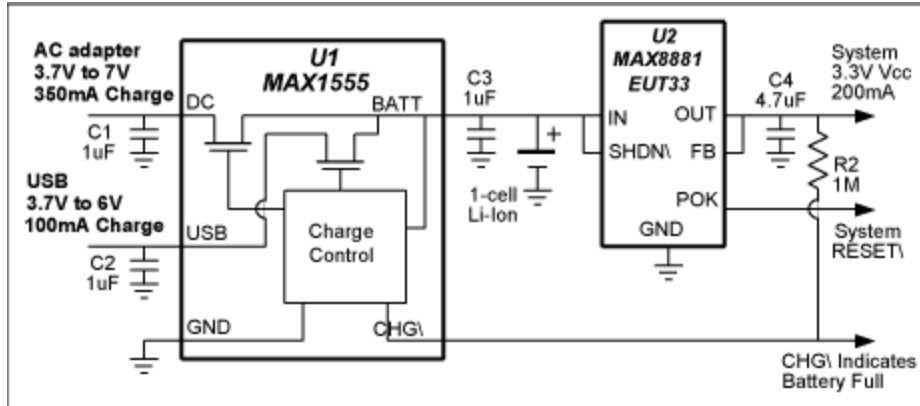 AC adapter
3.7V to 7V
350mA Charge
C1
1uF
USB
3.7V to 6V
100mA Charge
C2
1uF
U1
MAX1555
DC
BATT
USB
Charge
Control
GND
CHG\
C3
1uF
+
1-cell
Li-Ion
U2
MAX8881
EUT33
IN
OUT
SHDN\
FB
POK
GND
C4
4.7uF
System
3.3V Vcc
200mA
R2
1M
System
RESET\
CHG\ Indicates
Battery Full